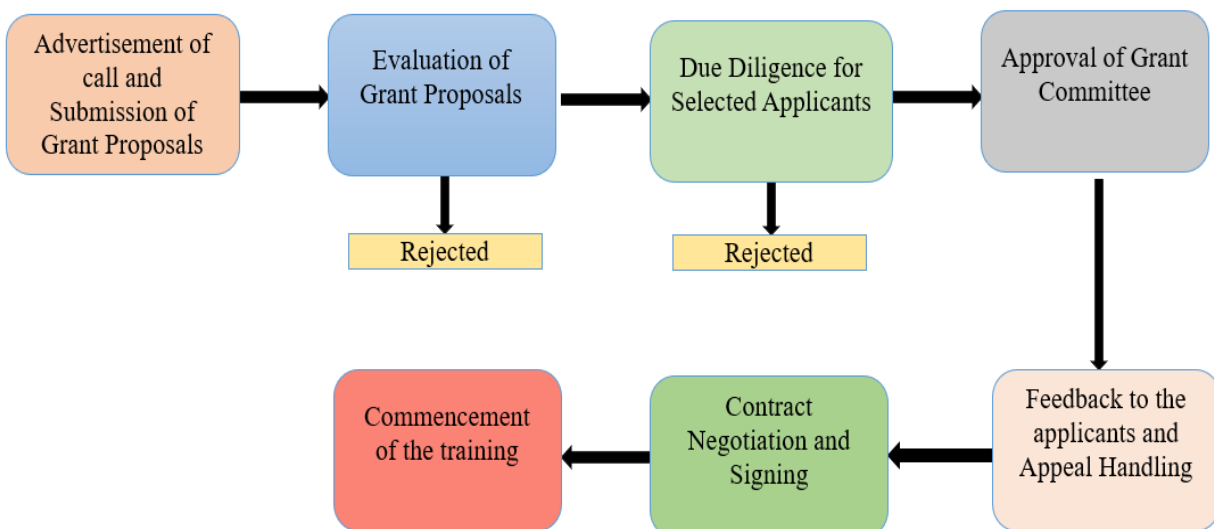 Advertisement of
call and
Submission of
Grant Proposals
Evaluation of
Grant Proposals
Due Diligence for
Selected Applicants
Approval of Grant
Committee
Rejected
Rejected
Feedback to the
applicants and
Appeal Handling
Contract
Negotiation and
Signing
Commencement
of the training